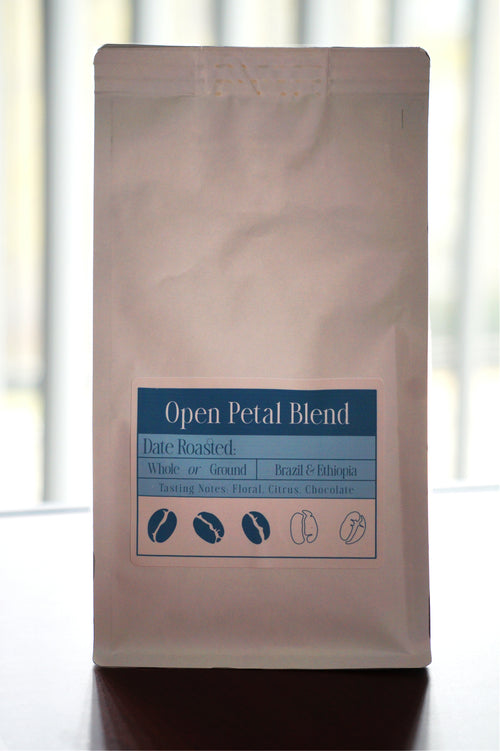 Open Petal Blend
Date Roasted:
Whole or Ground
Brazil & Ethiopia
Tasting Notes: Floral, Citrus, Chocolate